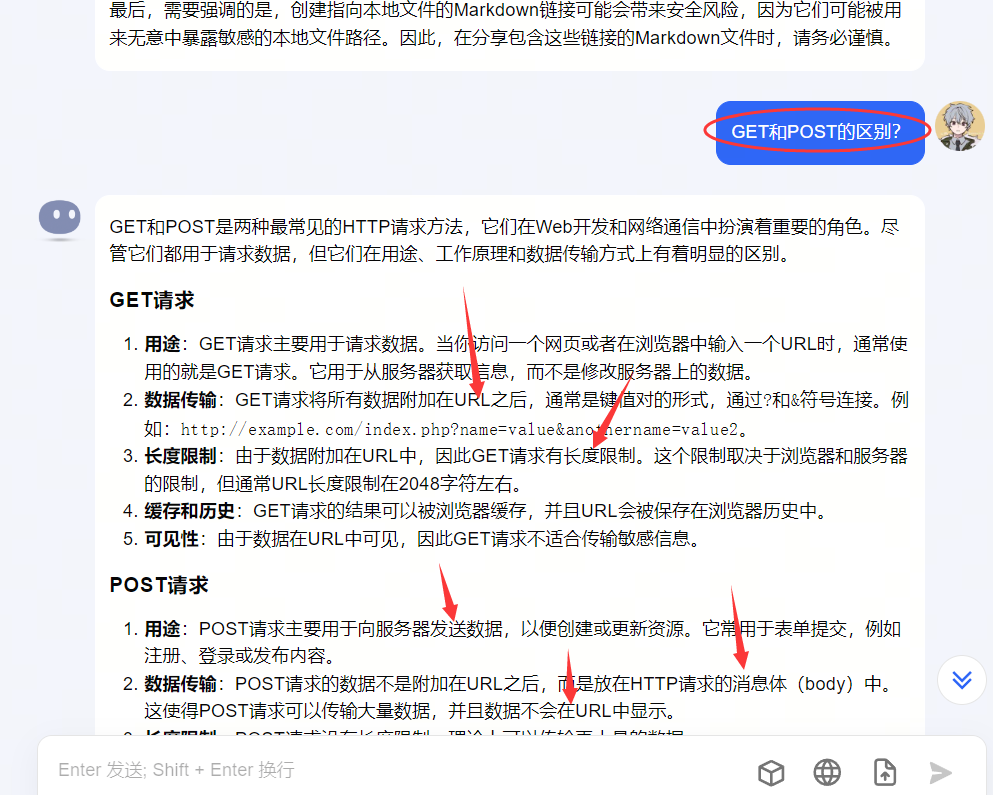 最后，需要强调的是，创建指向本地文件的Markdown链接可能会带来安全风险，因为它们可能被用
来无意中暴露敏感的本地文件路径。因此，在分享包含这些链接的Markdown文件时，请务必谨慎。
GET和POST的区别？
GET和POST是两种最常见的HTTP请求方法，它们在Web开发和网络通信中扮演着重要的角色。尽
管它们都用于请求数据，但它们在用途、工作原理和数据传输方式上有着明显的区别。
GET请求
1. 用途：GET请求主要用于请求数据。当你访问一个网页或者在浏览器中输入一个URL时，通常使
用的就是GET请求。它用于从服务器获取信息，而不是修改服务器上的数据。
2. 数据传输：GET请求将所有数据附加在URL之后，通常是键值对的形式，通过?和&符号连接。例
如：http://example.com/index.php?name=value&anothername=value2。
3. 长度限制：由于数据附加在URL中，因此GET请求有长度限制。这个限制取决于浏览器和服务器
的限制，但通常URL长度限制在2048字符左右。
4. 缓存和历史：GET请求的结果可以被浏览器缓存，并且URL会被保存在浏览器历史中。
5. 可见性：由于数据在URL中可见，因此GET请求不适合传输敏感信息。
POST请求
1. 用途：POST请求主要用于向服务器发送数据，以便创建或更新资源。它常用于表单提交，例如
注册、登录或发布内容。
2. 数据传输：POST请求的数据不是附加在URL之后，而是放在HTTP请求的消息体（body）中。
这使得POST请求可以传输大量数据，并且数据不会在URL中显示。
Enter 发送; Shift + Enter 换行